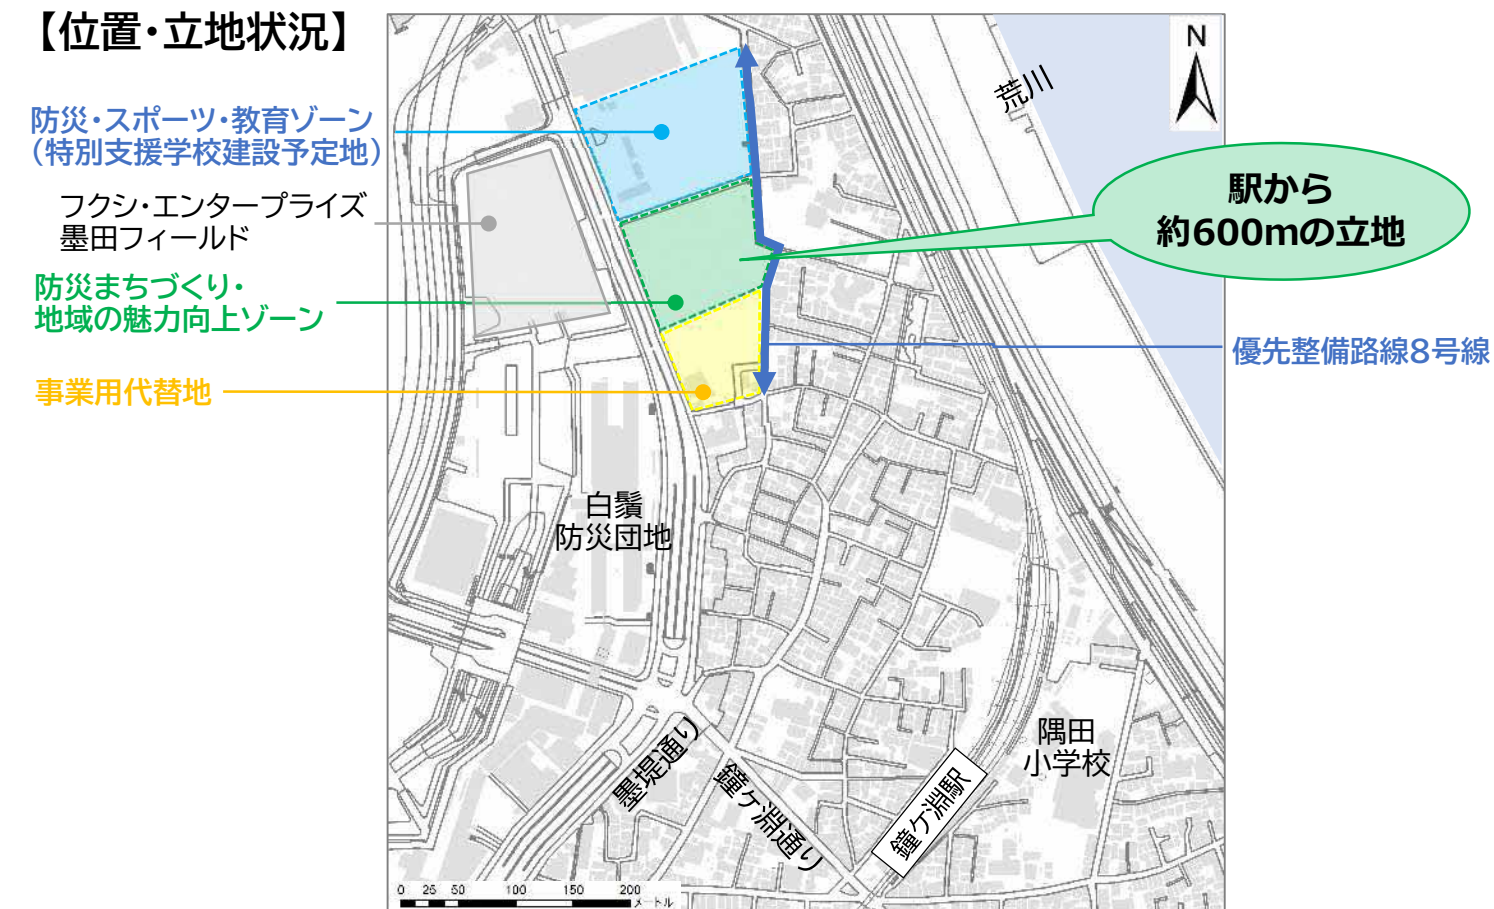 【位置・立地状況】
防災・スポーツ・教育ゾーン
（特別支援学校建設予定地）
フクシ・エンタープライズ
墨田フィールド
防災まちづくり・
地域の魅力向上ゾーン
事業用代替地
N
荒川
駅から
約600mの立地
優先整備路線8号線
白鬚
防災団地
隅田
小学校
墨堤通り
鐘ケ淵通り
鐘ケ淵駅
0 25 50 100 150 200
メートル